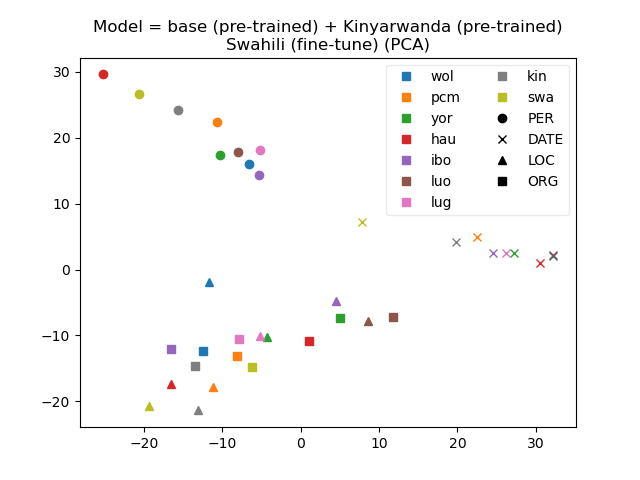 Model = base (pre-trained) + Kinyarwanda (pre-trained)
Swahili (fine-tune) (PCA)
30
20
10
0
−10
−20
−20
−10
0
10
20
30
wol
pcm
yor
hau
ibo
luo
lug
kin
swa
PER
DATE
LOC
ORG